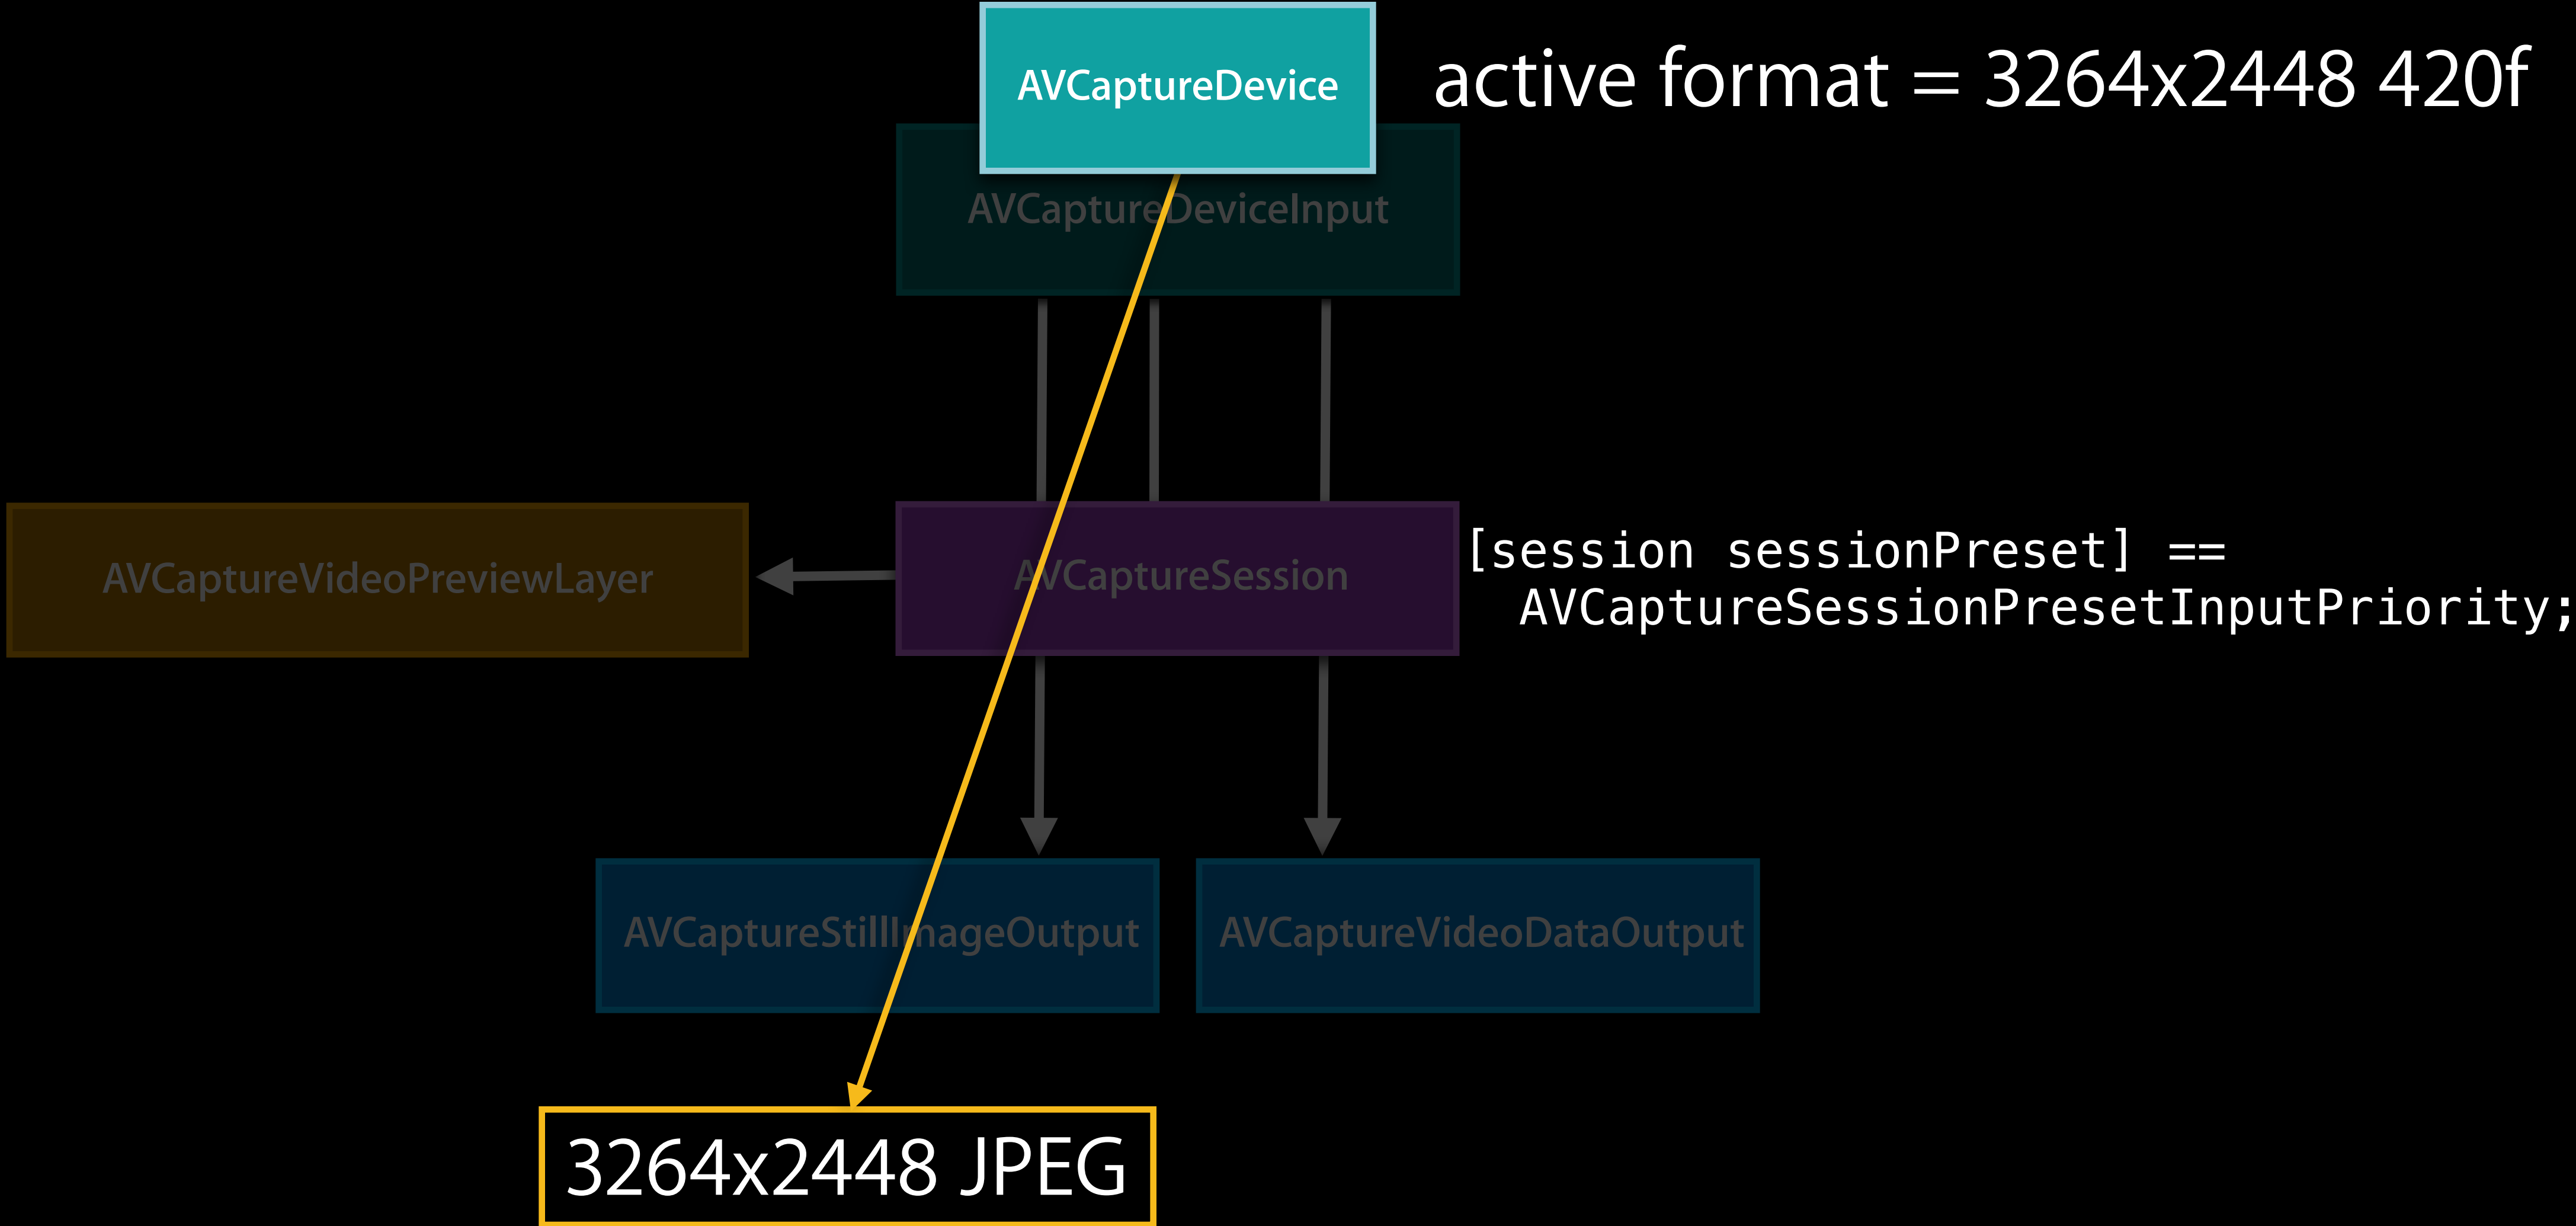 AVCaptureDevice
active format = 3264x2448 420f
AVCaptureDeviceInput
AVCaptureVideoPreviewLayer
AVCaptureSession
[session sessionPreset] ==
AVCaptureSessionPresetInputPriority;
AVCaptureStillImageOutput
AVCaptureVideoDataOutput
3264x2448 JPEG